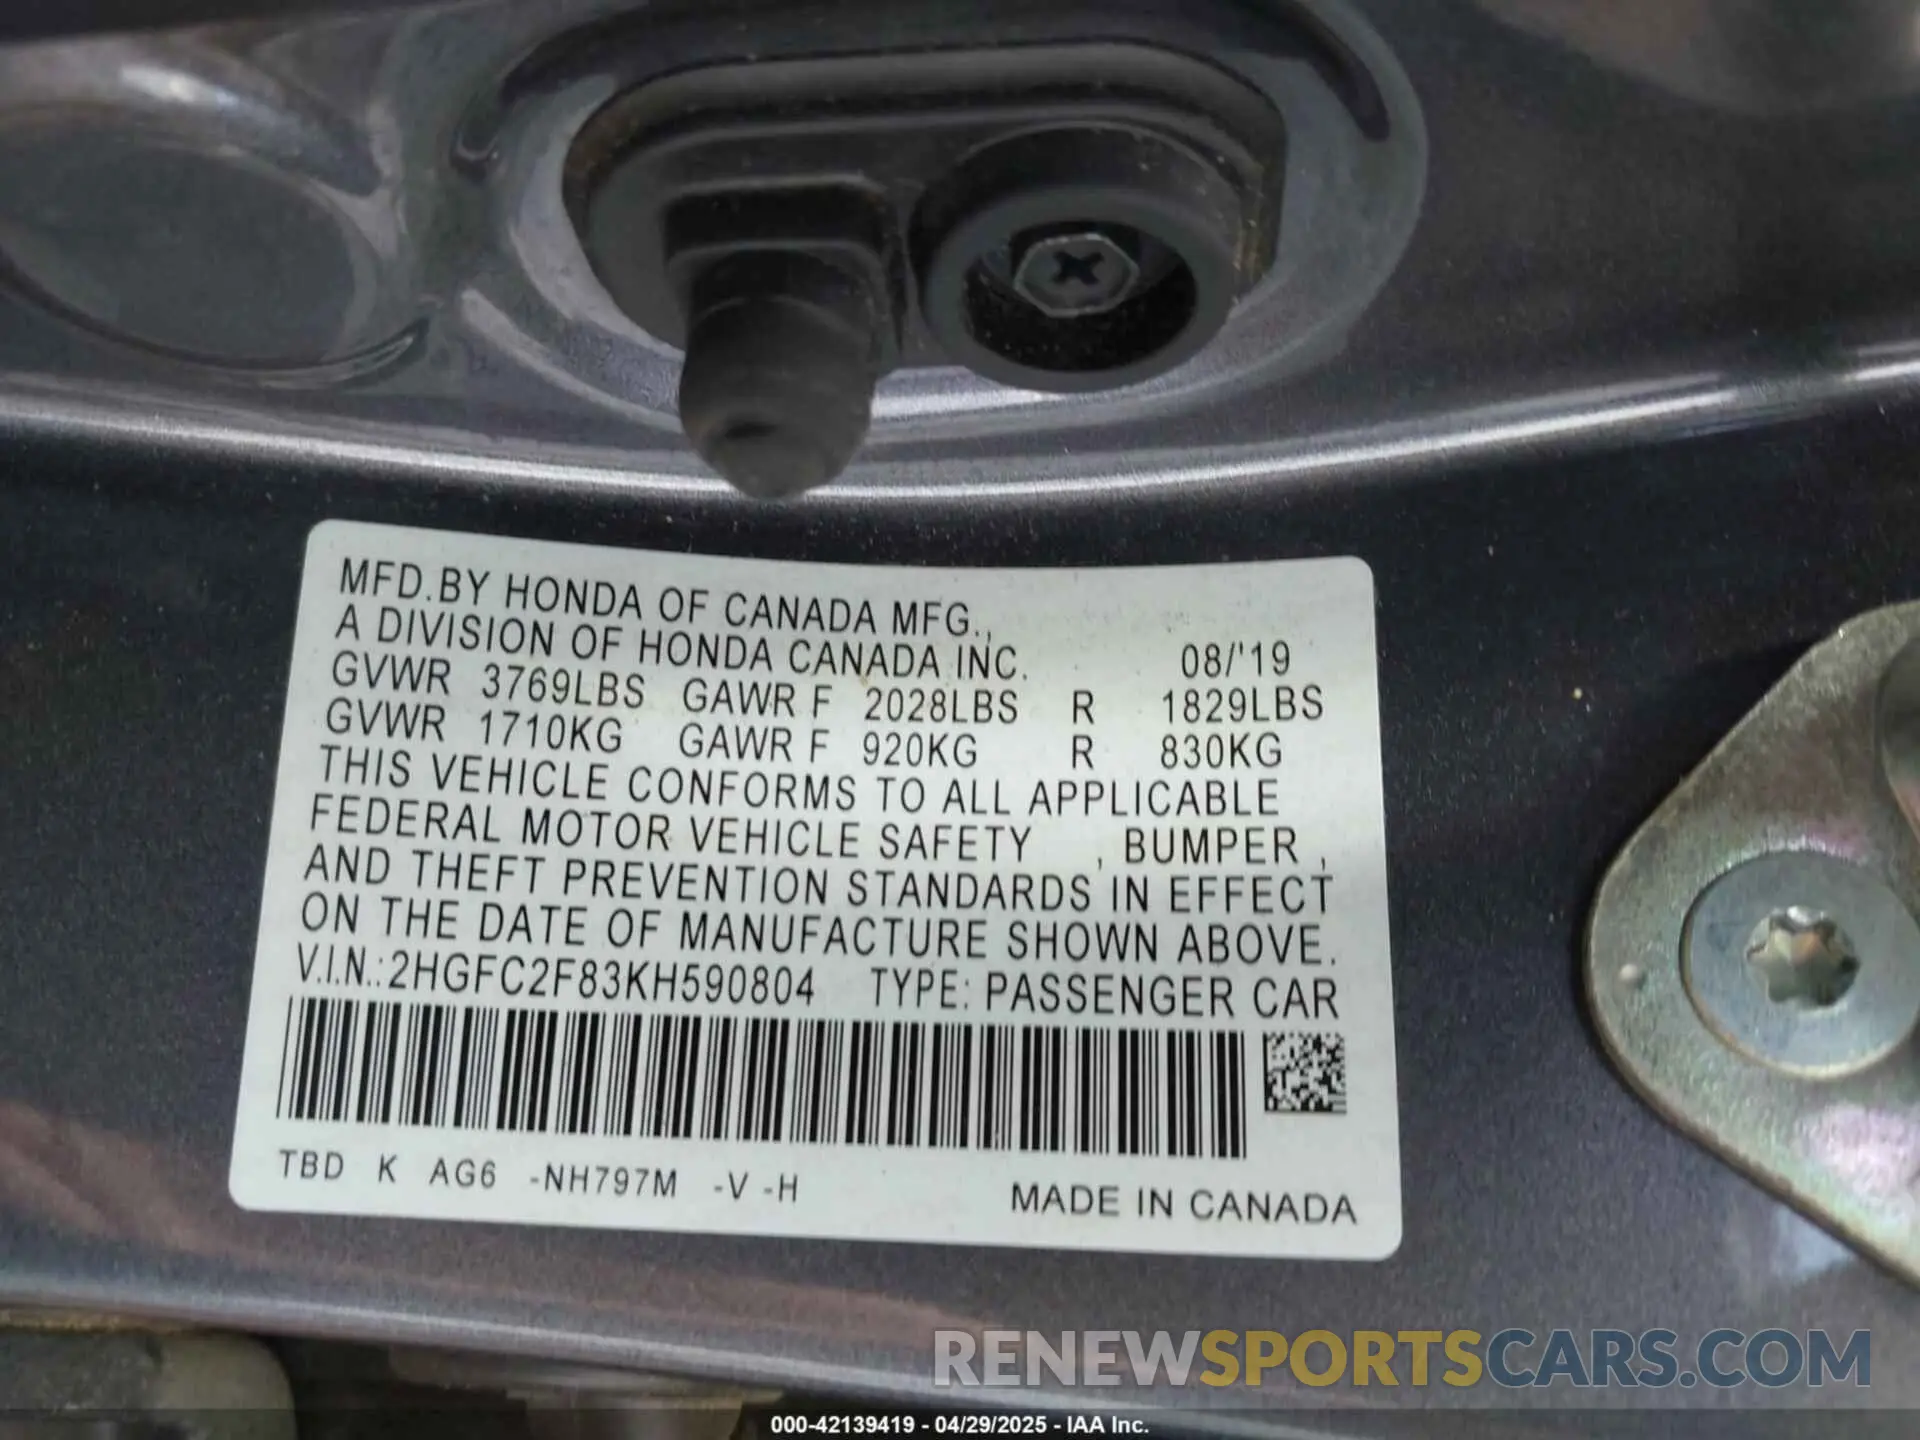 MFD.BY HONDA OF CANADA MFG.,
A DIVISION OF HONDA CANADA INC. 08/'19
GVWR 3769LBS GAWR F 2028LBS R 1829LBS
GVWR 1710KG GAWR F 920KG R 830KG
THIS VEHICLE CONFORMS TO ALL APPLICABLE
FEDERAL MOTOR VEHICLE SAFETY , BUMPER ,
AND THEFT PREVENTION STANDARDS IN EFFECT
ON THE DATE OF MANUFACTURE SHOWN ABOVE.
V.I.N.:2HGFC2F83KH590804 TYPE: PASSENGER CAR
TBD K AG6 -NH797M -V -H
MADE IN CANADA
RENEWSPORTSCARS.COM
000-42139419 - 04/29/2025 - IAA Inc.